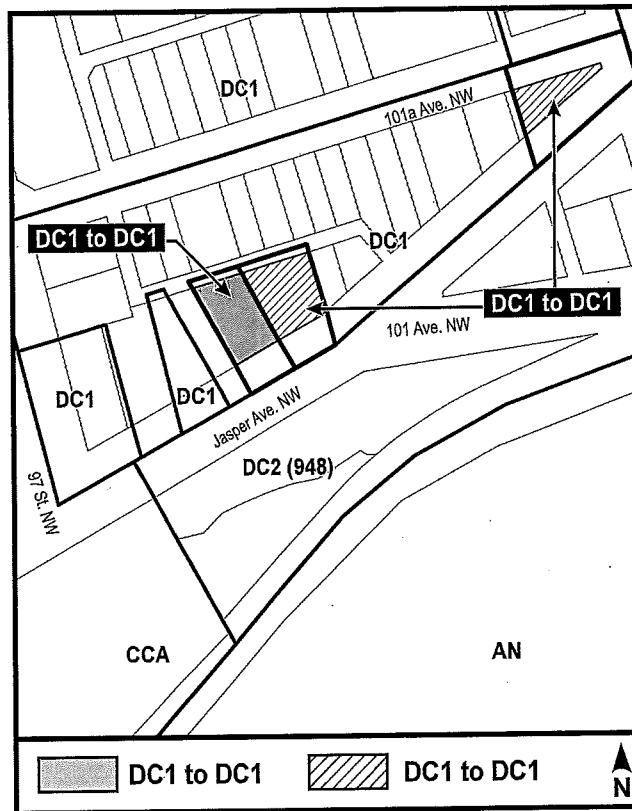 DC1
101a Ave. NW
DC1 to DC1
DC1
DC1 to DC1
101 Ave. NW
DC1
DC1
Jasper Ave. NW
DC2 (948)
97 St. NW
CCA
AN
DC1 to DC1
DC1 to DC1
N